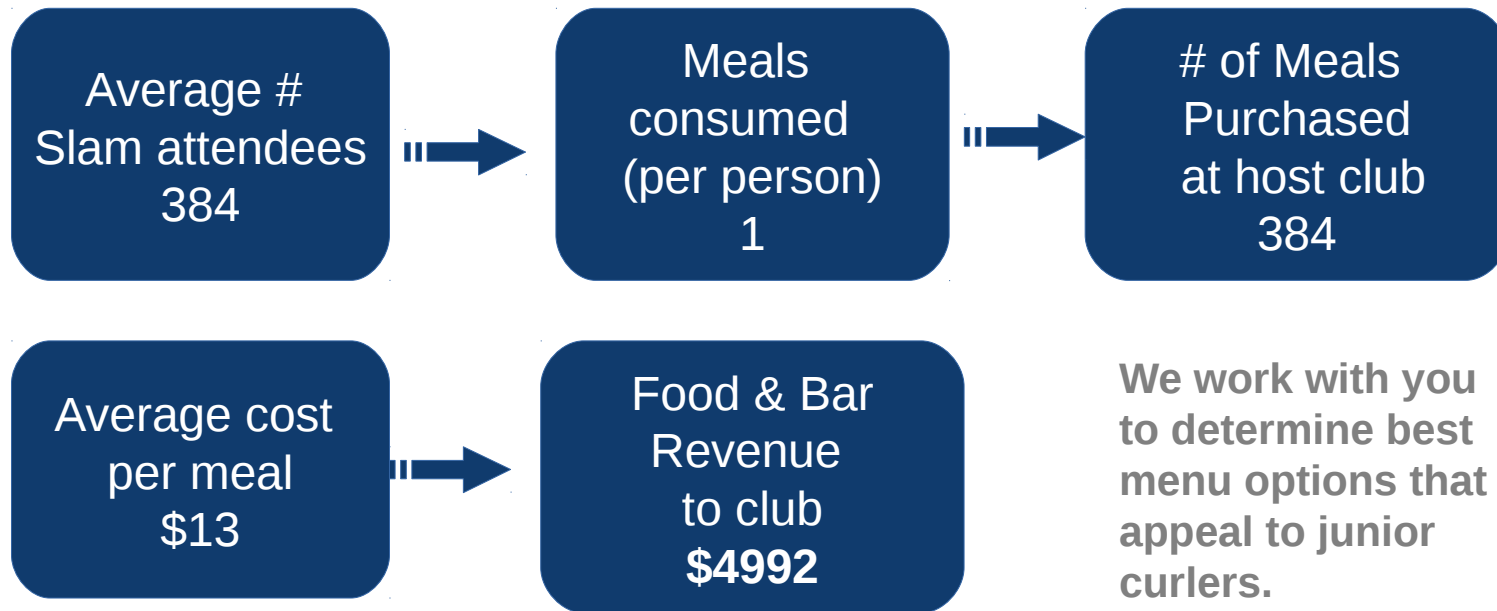 Average #
Slam attendees
384
Meals
consumed
(per person)
1
# of Meals
Purchased
at host club
384
Average cost
per meal
$13
Food & Bar
Revenue
to club
$4992
We work with you
to determine best
menu options that
appeal to junior
curlers.